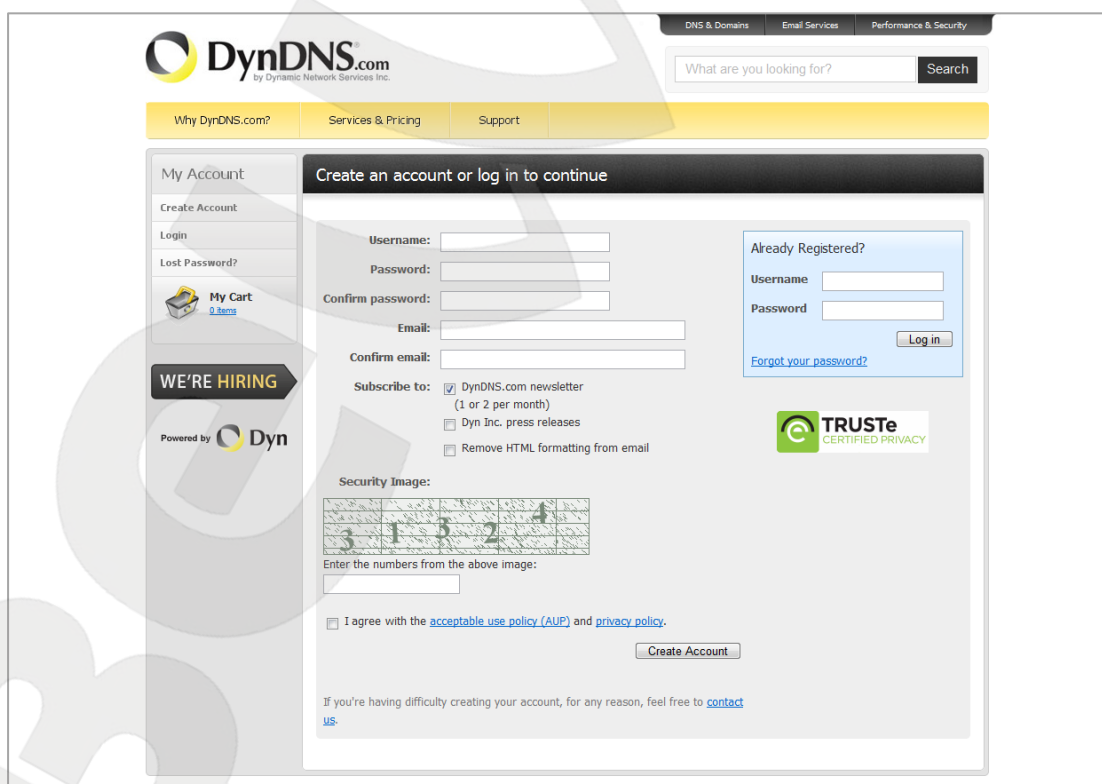 DNS & Domains Email Services Performance & Security
DynDNS.com
by Dynamic Network Services Inc.
What are you looking for? Search
Why DynDNS.com? Services & Pricing Support
My Account
Create Account
Login
Lost Password?
My Cart
0 items
WE'RE HIRING
Powered by Dyn
Create an account or log in to continue
Username:
Password:
Confirm password:
Email:
Confirm email:
Subscribe to: DynDNS.com newsletter
(1 or 2 per month)
Dyn Inc. press releases
Remove HTML formatting from email
Security Image:
3 1 3 2 4
Enter the numbers from the above image:
I agree with the acceptable use policy (AUP) and privacy policy.
Create Account
If you're having difficulty creating your account, for any reason, feel free to contact
us.
Already Registered?
Username
Password
Log in
Forgot your password?
TRUSTe
CERTIFIED PRIVACY